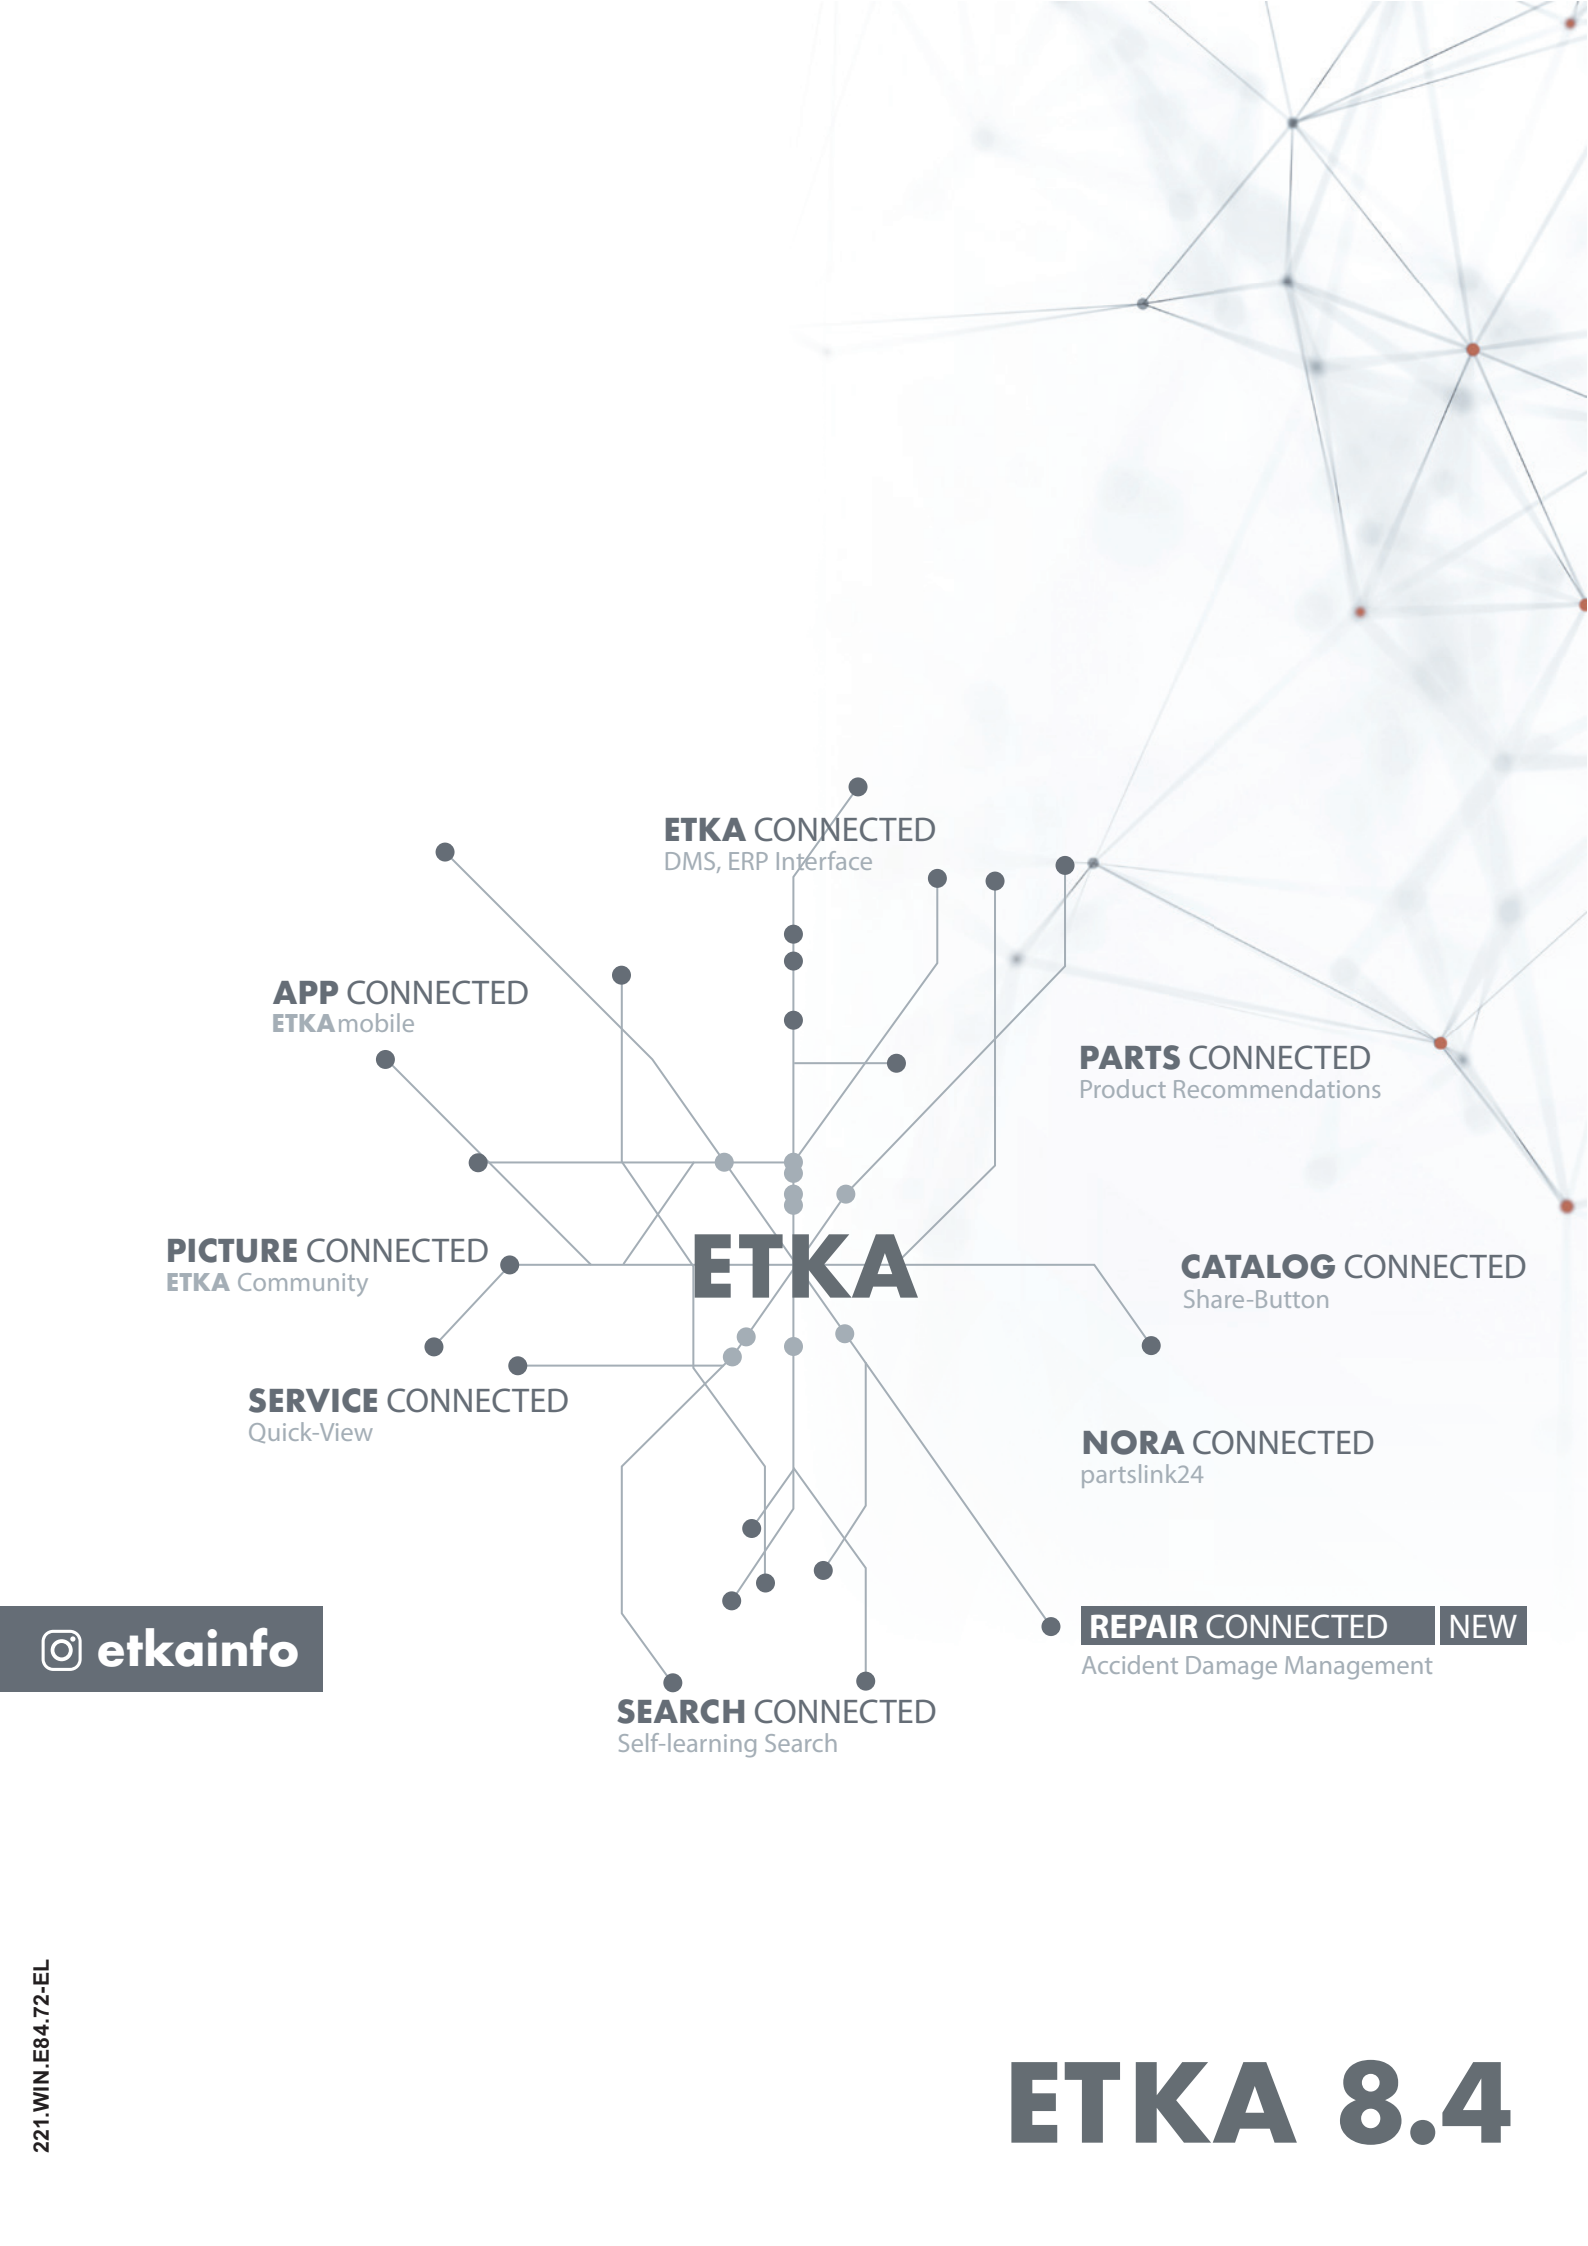 ETKA CONNECTED
DMS, ERP Interface
APP CONNECTED
ETKAmobile
PARTS CONNECTED
Product Recommendations
PICTURE CONNECTED
ETKA Community
ETKA
CATALOG CONNECTED
Share-Button
SERVICE CONNECTED
Quick-View
NORA CONNECTED
partslink24
REPAIR CONNECTED NEW
Accident Damage Management
etkainfo
SEARCH CONNECTED
Self-learning Search
221.WIN.E84.72-EL
ETKA 8.4